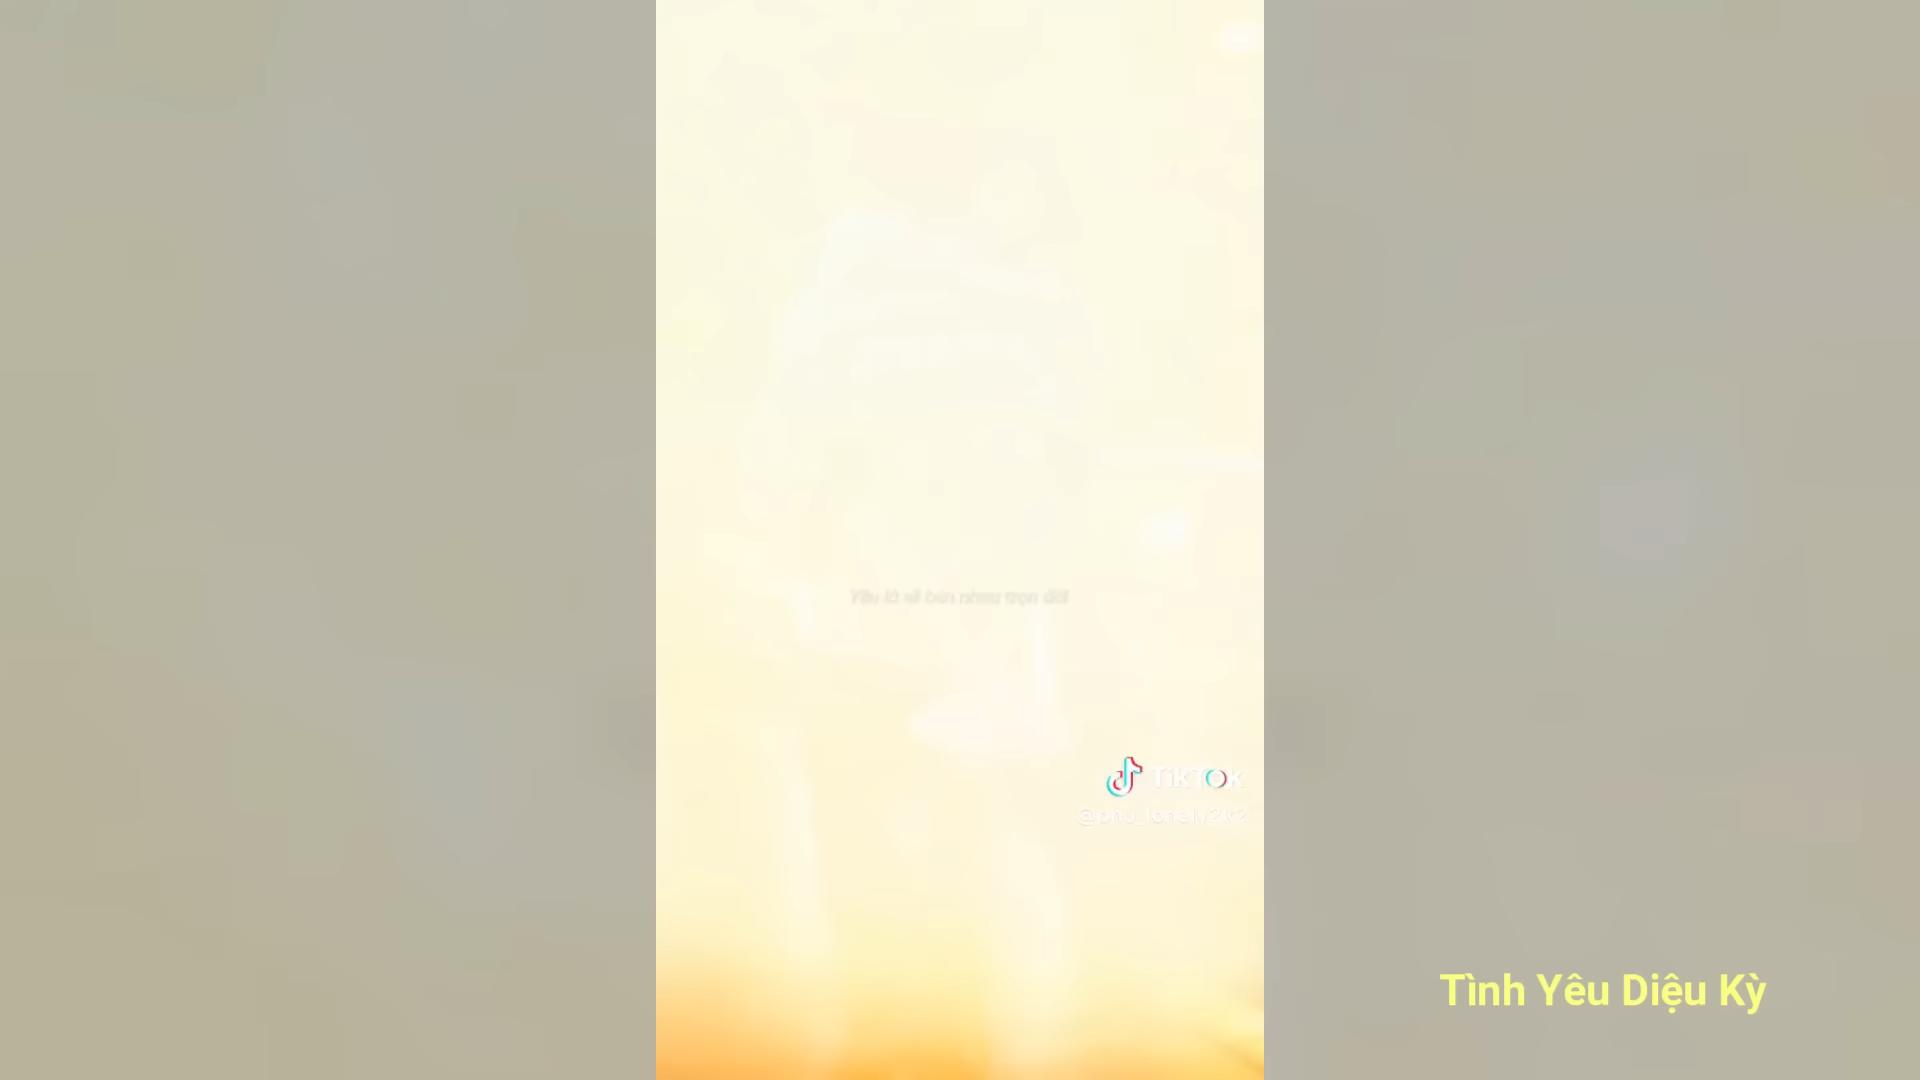 Yêu là sẽ bên nhau trọn đời
TikTok
Tình Yêu Diệu Kỳ